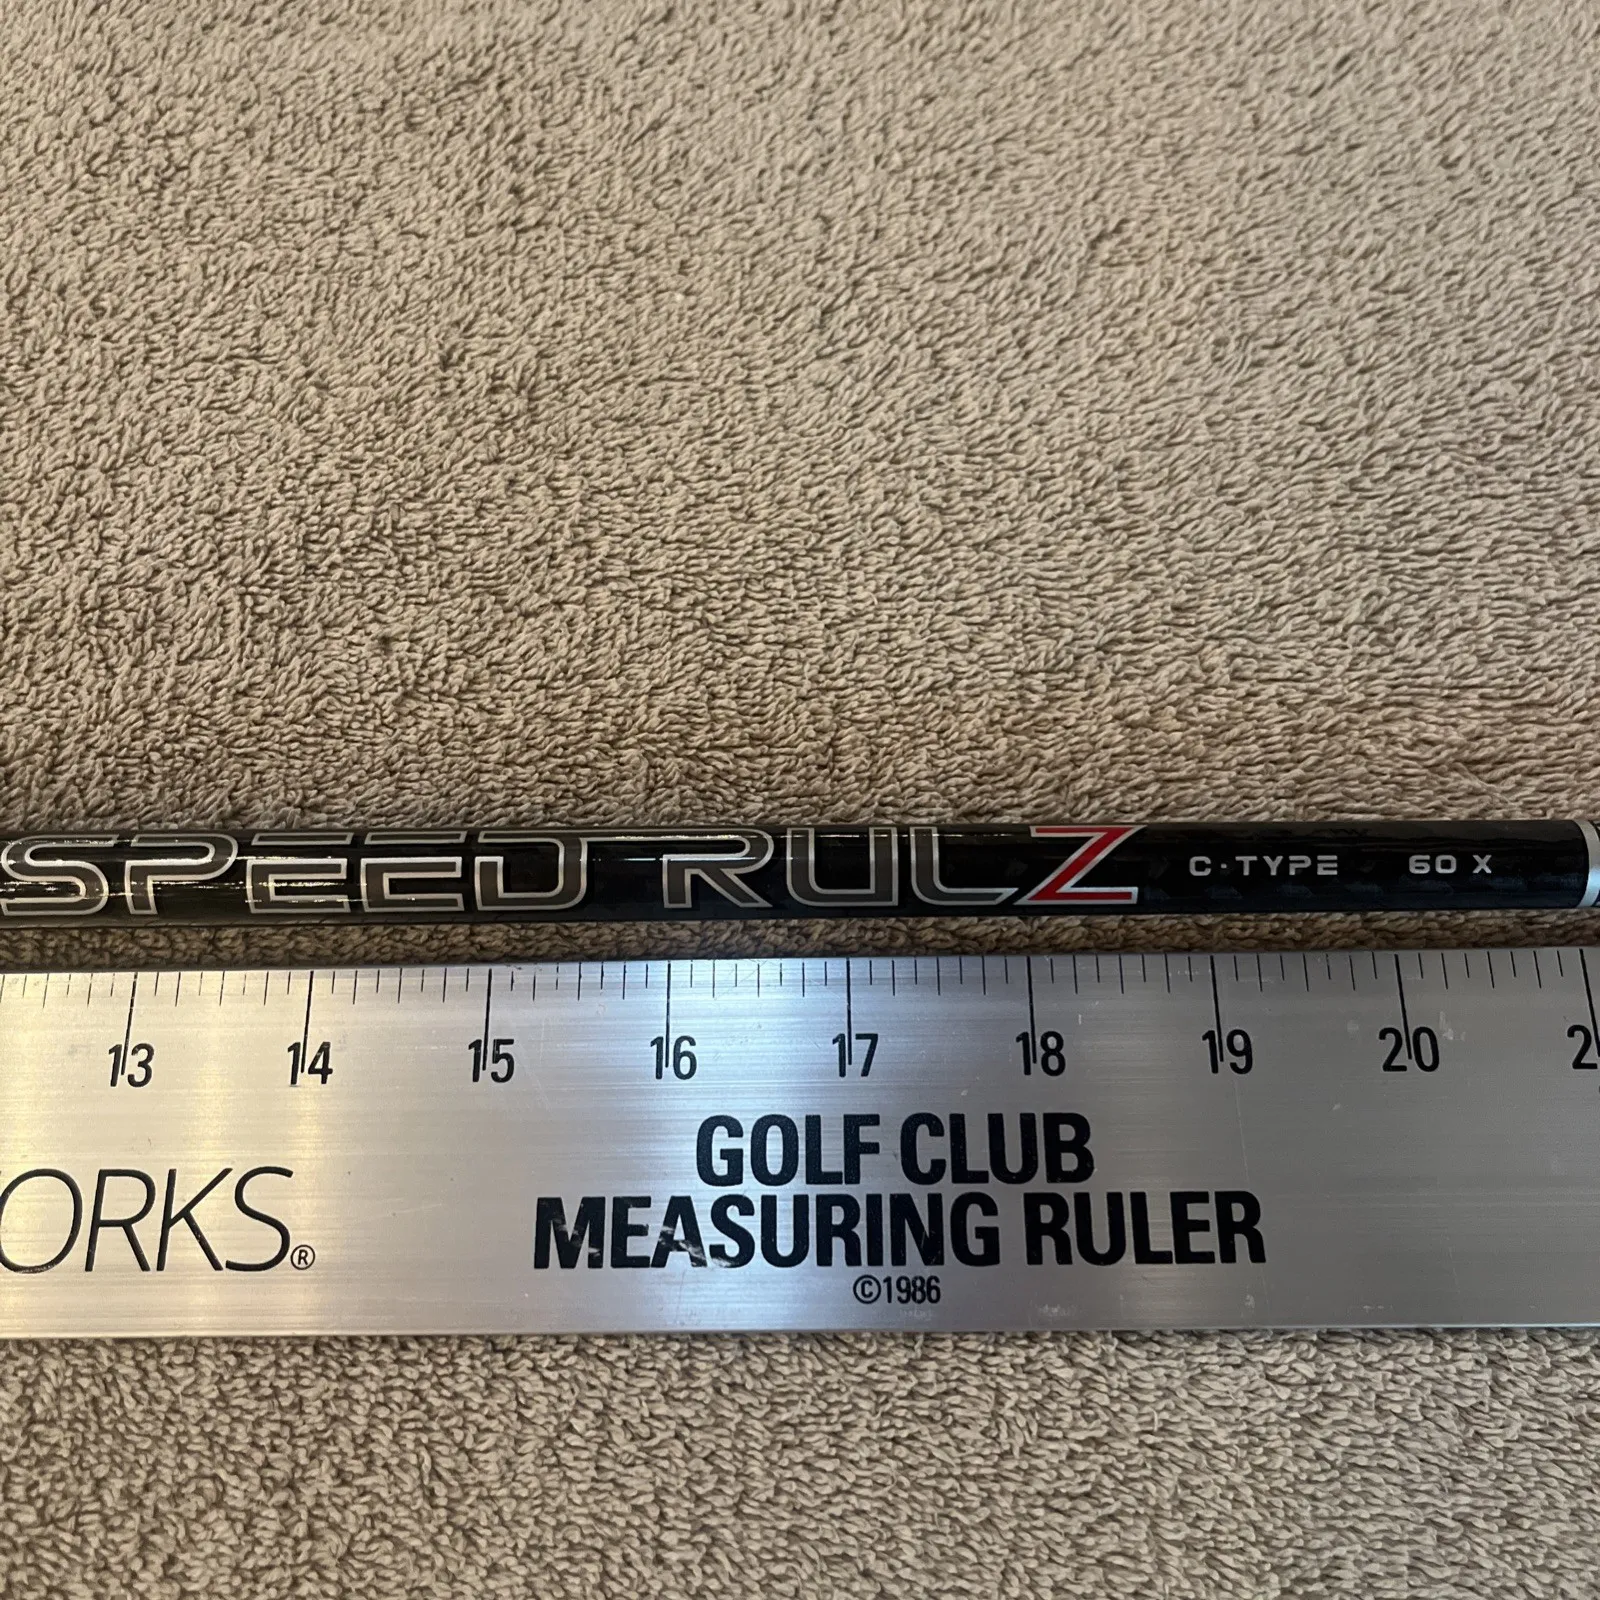 SPEED RULZ C·TYPE 60 X
13 14 15 16 17 18 19 20
ORKS®
GOLF CLUB
MEASURING RULER
©1986